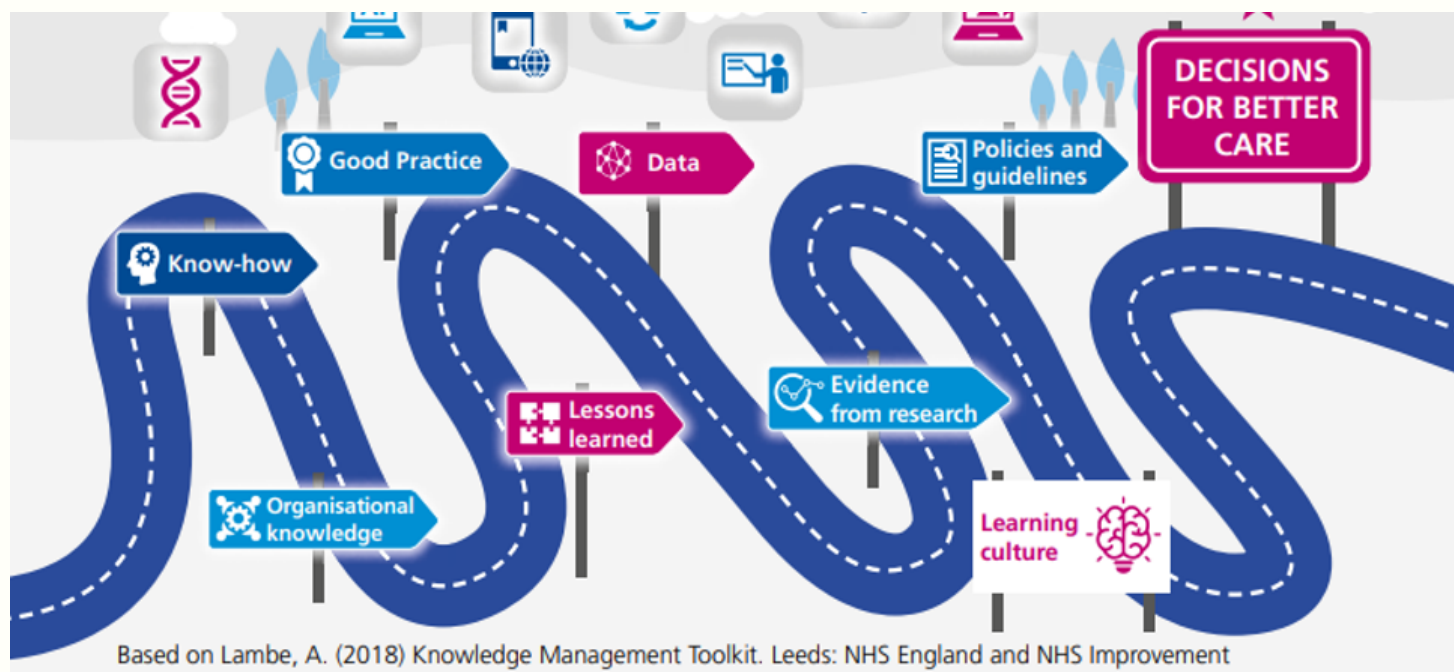 DECISIONS
FOR BETTER
CARE
Good Practice
Data
Policies and
guidelines
Know-how
Evidence
from research
Lessons
learned
Organisational
knowledge
Learning
culture
Based on Lambe, A. (2018) Knowledge Management Toolkit. Leeds: NHS England and NHS Improvement